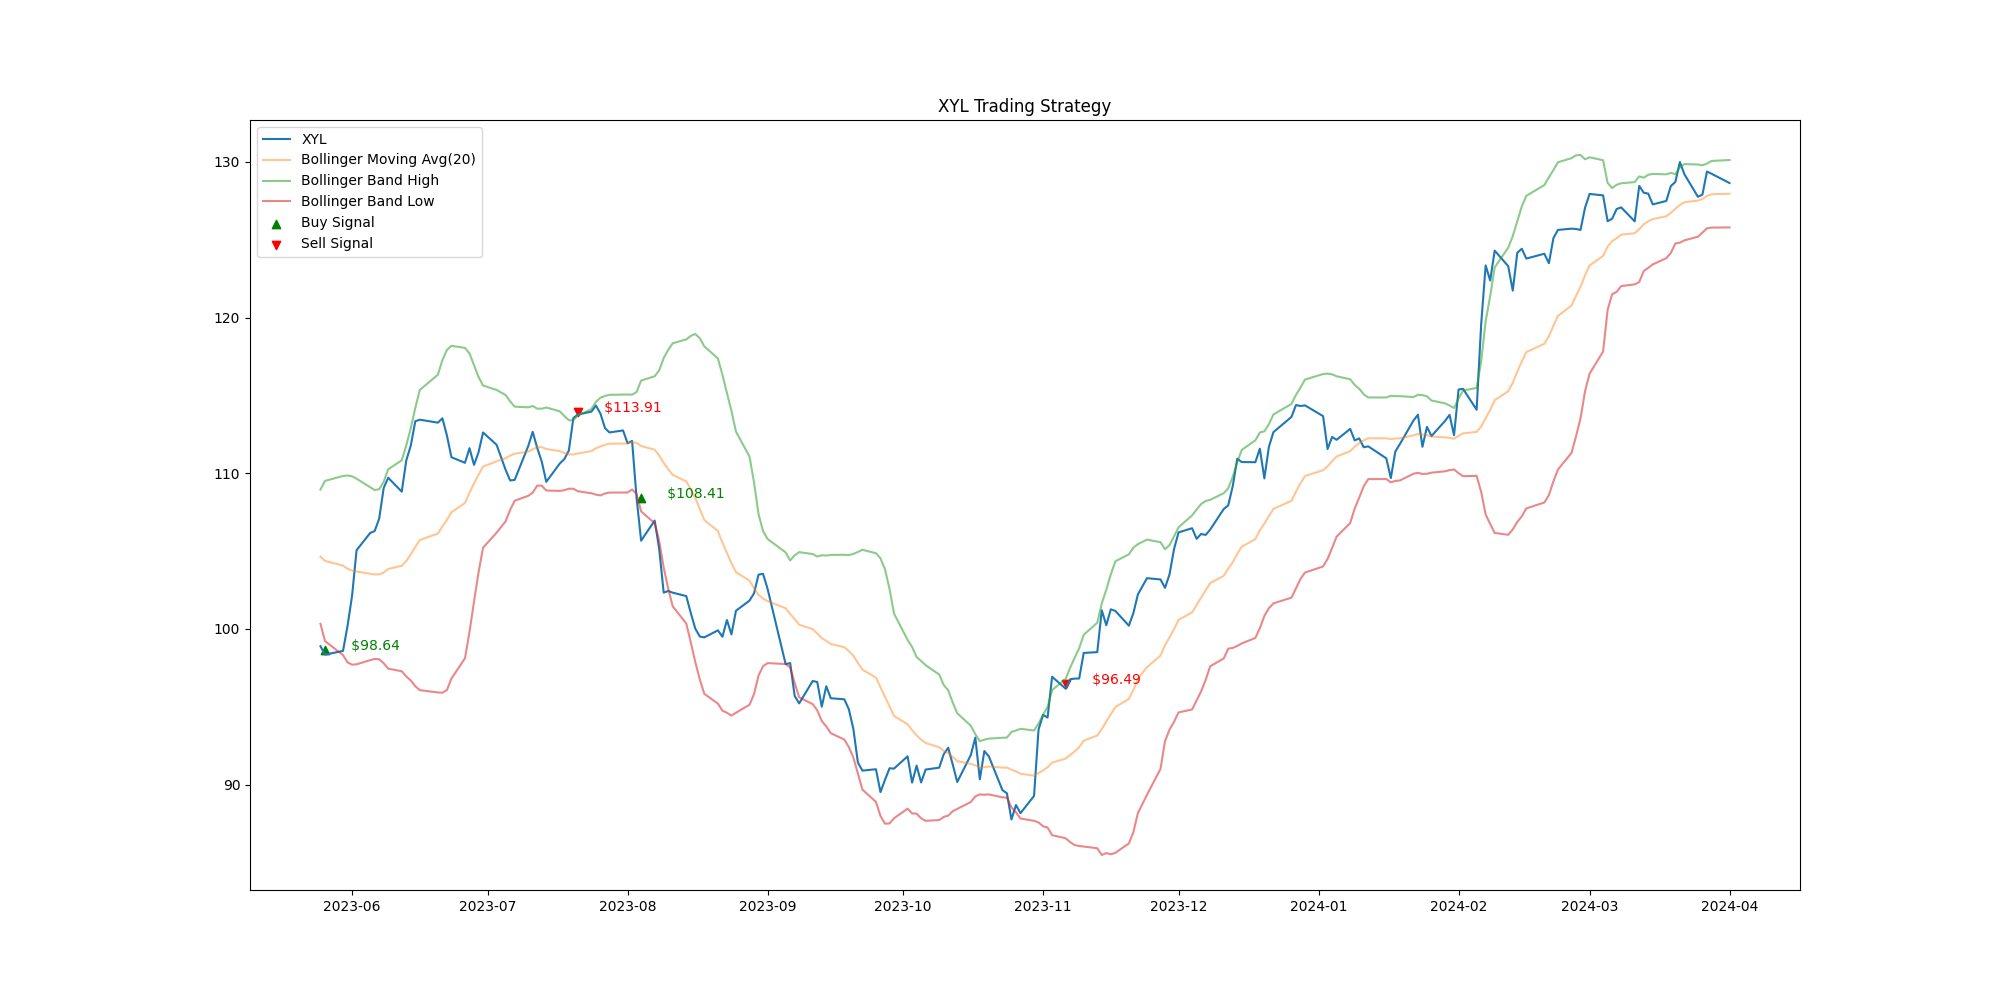 XYL Trading Strategy
XYL
Bollinger Moving Avg(20)
Bollinger Band High
Bollinger Band Low
Buy Signal
Sell Signal
130
120
110
100
90
$113.91
$108.41
$98.64
$96.49
2023-06 2023-07 2023-08 2023-09 2023-10 2023-11 2023-12 2024-01 2024-02 2024-03 2024-04